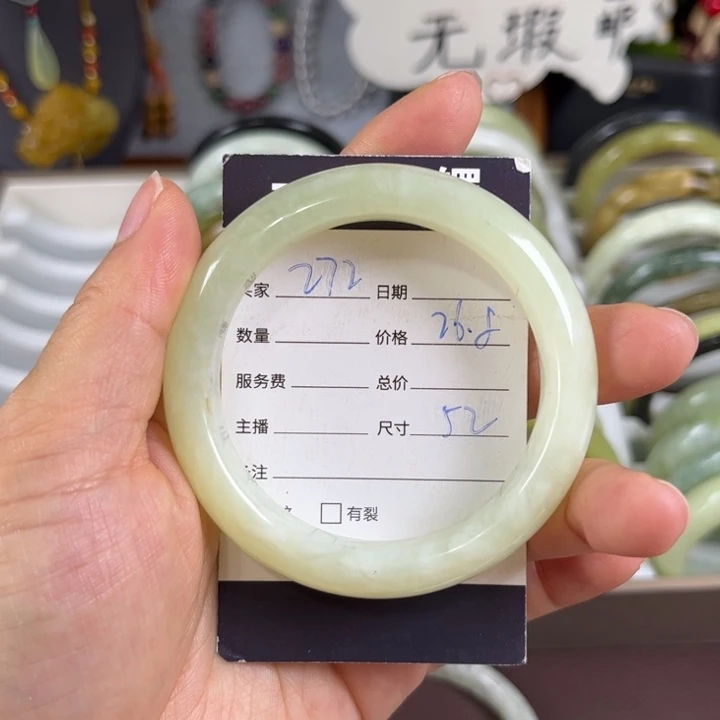 无瑕
家 272 日期
数量 价格 26.8
服务费 总价
主播 尺寸 52
注
有裂